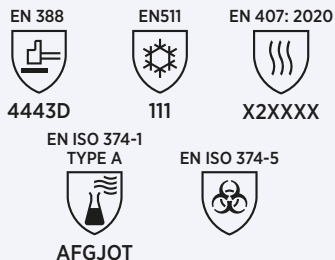 EN 388
EN511
EN 407: 2020
4443D
111
X2XXXX
EN ISO 374-1
TYPE A
EN ISO 374-5
AFGJOT